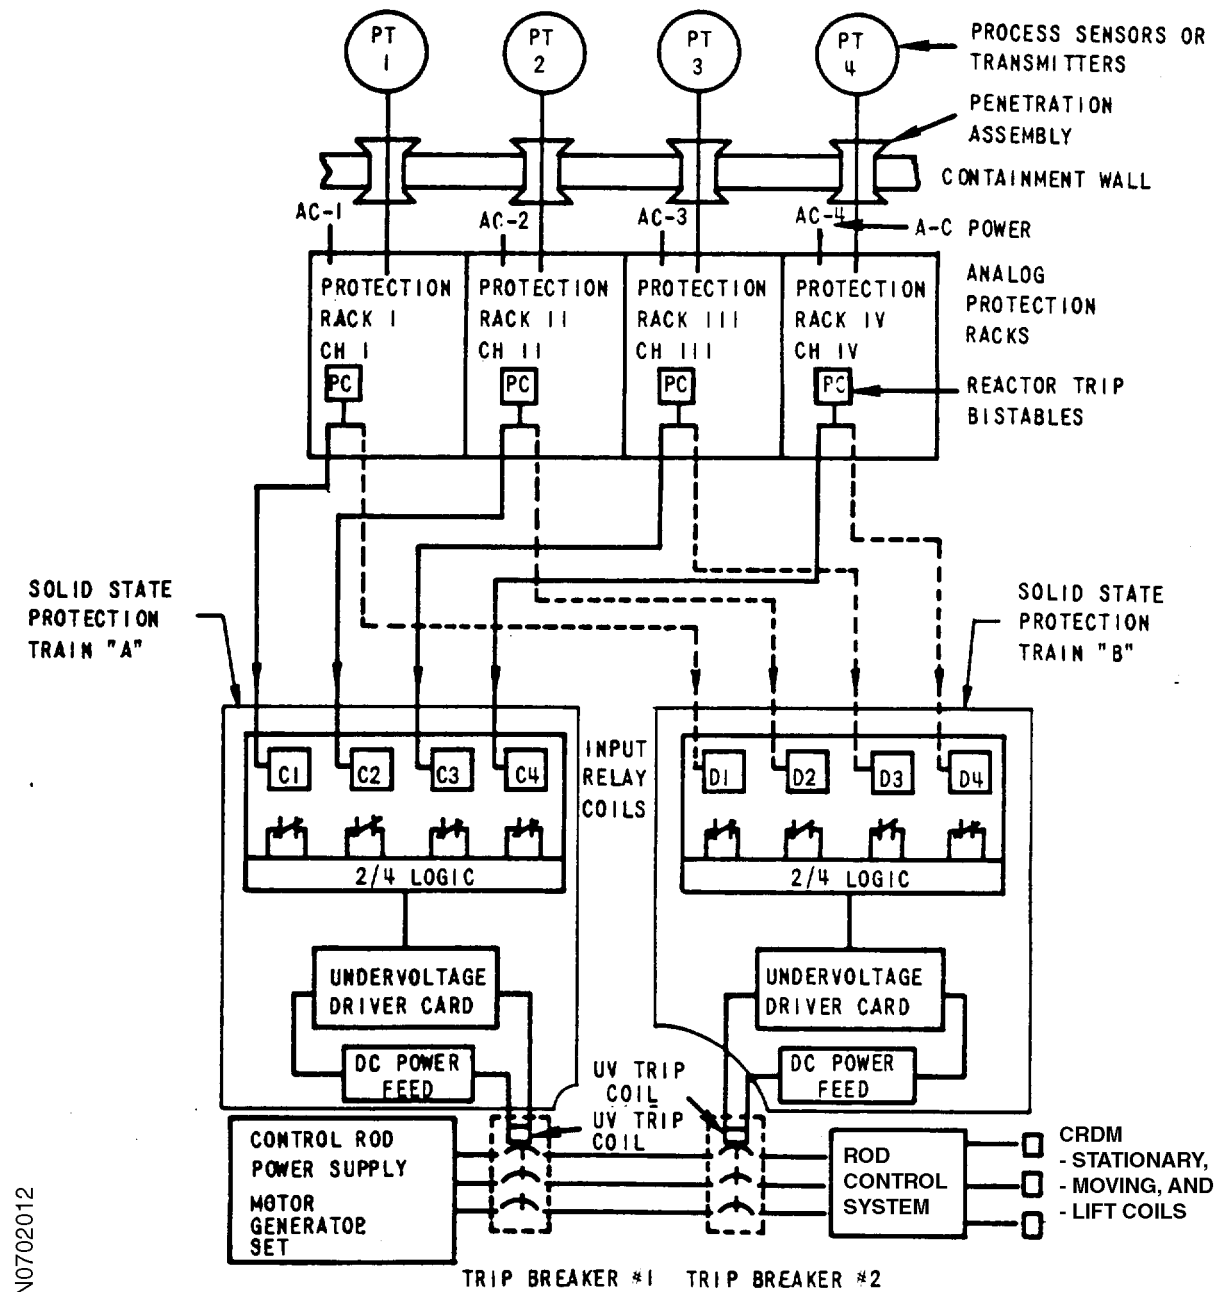 PT
1
PT
2
PT
3
PT
4
PROCESS SENSORS OR
TRANSMITTERS
PENETRATION
ASSEMBLY
CONTAINMENT WALL
AC-1
AC-2
AC-3
AC-4
A-C POWER
PROTECTION
RACK I
CH I
PROTECTION
RACK II
CH II
PROTECTION
RACK III
CH III
PROTECTION
RACK IV
CH IV
ANALOG
PROTECTION
RACKS
PC
PC
PC
PC
REACTOR TRIP
BISTABLES
SOLID STATE
PROTECTION
TRAIN "A"
SOLID STATE
PROTECTION
TRAIN "B"
C1
C2
C3
C4
INPUT
RELAY
COILS
D1
D2
D3
D4
2/4 LOGIC
2/4 LOGIC
UNDERVOLTAGE
DRIVER CARD
UNDERVOLTAGE
DRIVER CARD
DC POWER
FEED
DC POWER
FEED
UV TRIP
COIL
UV TRIP
COIL
CONTROL ROD
POWER SUPPLY
MOTOR
GENERATOR
SET
ROD
CONTROL
SYSTEM
CRDM
- STATIONARY,
- MOVING, AND
- LIFT COILS
TRIP BREAKER #1
TRIP BREAKER #2
N0702012